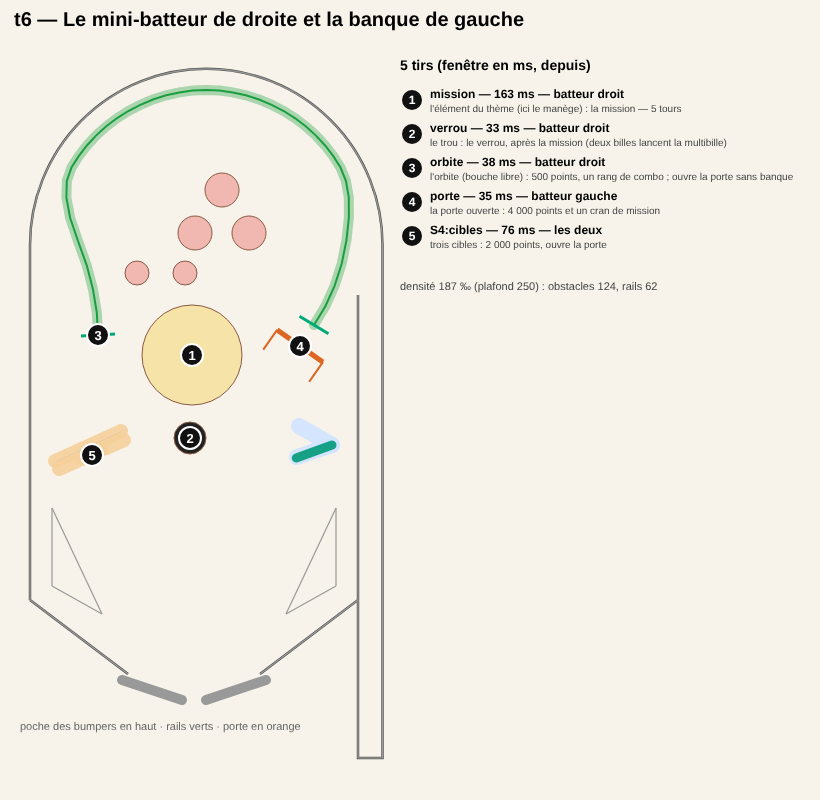 t6 — Le mini-batteur de droite et la banque de gauche
5 tirs (fenêtre en ms, depuis)
1 mission — 163 ms — batteur droit
l'élément du thème (ici le manège) : la mission — 5 tours
2 verrou — 33 ms — batteur droit
le trou : le verrou, après la mission (deux billes lancent la multibille)
3 orbite — 38 ms — batteur droit
l'orbite (bouche libre) : 500 points, un rang de combo ; ouvre la porte sans banque
4 porte — 35 ms — batteur gauche
la porte ouverte : 4 000 points et un cran de mission
5 S4:cibles — 76 ms — les deux
trois cibles : 2 000 points, ouvre la porte
densité 187 ‰ (plafond 250) : obstacles 124, rails 62
3
1
4
2
5
poche des bumpers en haut · rails verts · porte en orange